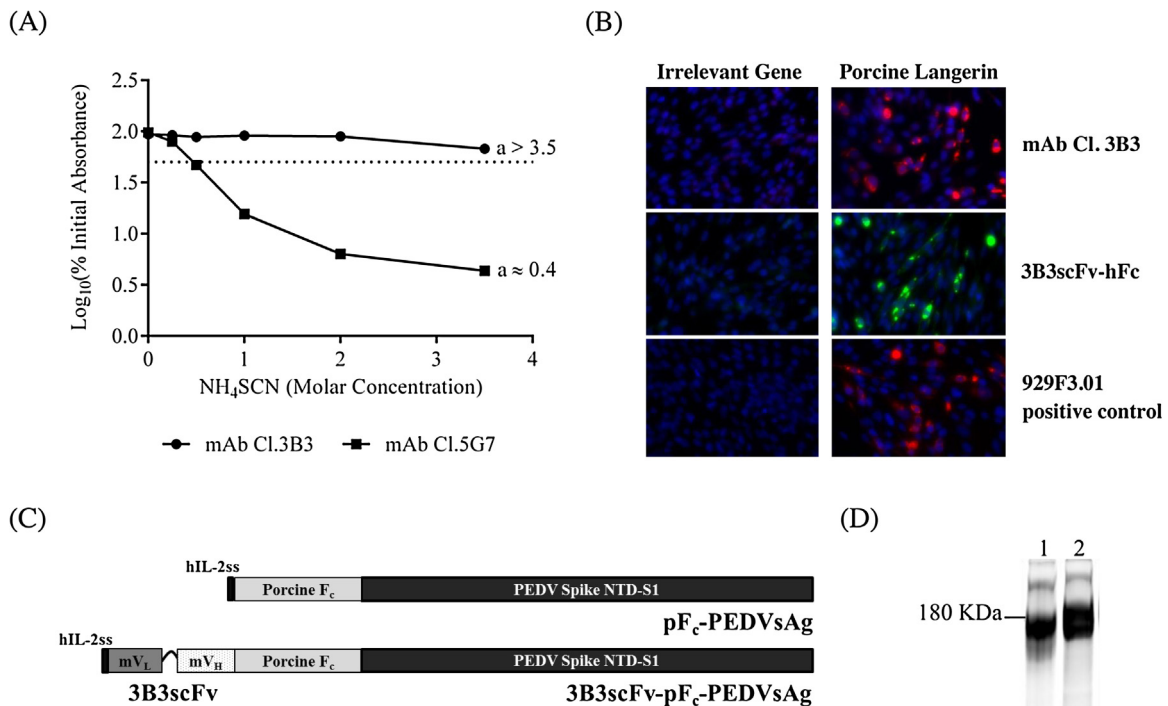 (A)
Log10(% Initial Absorbance)
2.5
2.0
1.5
1.0
0.5
0.0
a > 3.5
a ≈ 0.4
0 1 2 3 4
NH4SCN (Molar Concentration)
mAb Cl.3B3 mAb Cl.5G7
(B)
Irrelevant Gene Porcine Langerin
mAb Cl. 3B3
3B3scFv-hFc
929F3.01
positive control
(C)
hIL-2ss
Porcine Fc PEDV Spike NTD-S1
pFc-PEDVsAg
hIL-2ss
mVL mVH Porcine Fc PEDV Spike NTD-S1
3B3scFv 3B3scFv-pFc-PEDVsAg
(D)
1 2
180 KDa